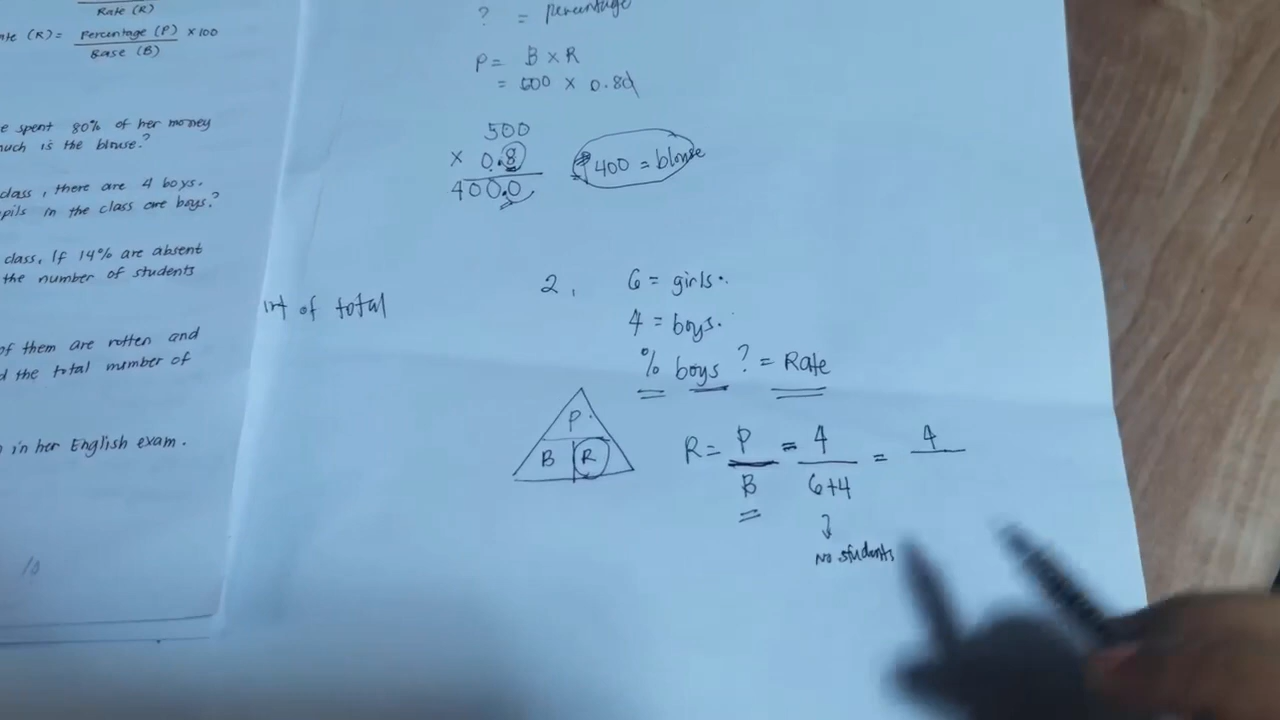 Rate (R)
te (R) = Percentage (P) × 100
Base (B)
e spent 80% of her money
much is the blouse?
class, there are 4 boys.
pils in the class are boys?
class, If 14% are absent
the number of students
of them are rotten and
d the total number of
in her English exam.
10
? = percentage
P = B × R
= 500 × 0.80
500
× 0.8
400.0
₱400 = blouse
of total
2. 6 = girls.
4 = boys.
% boys ? = Rate
P
B R
R = P = 4 = 4
B 6+4
No students